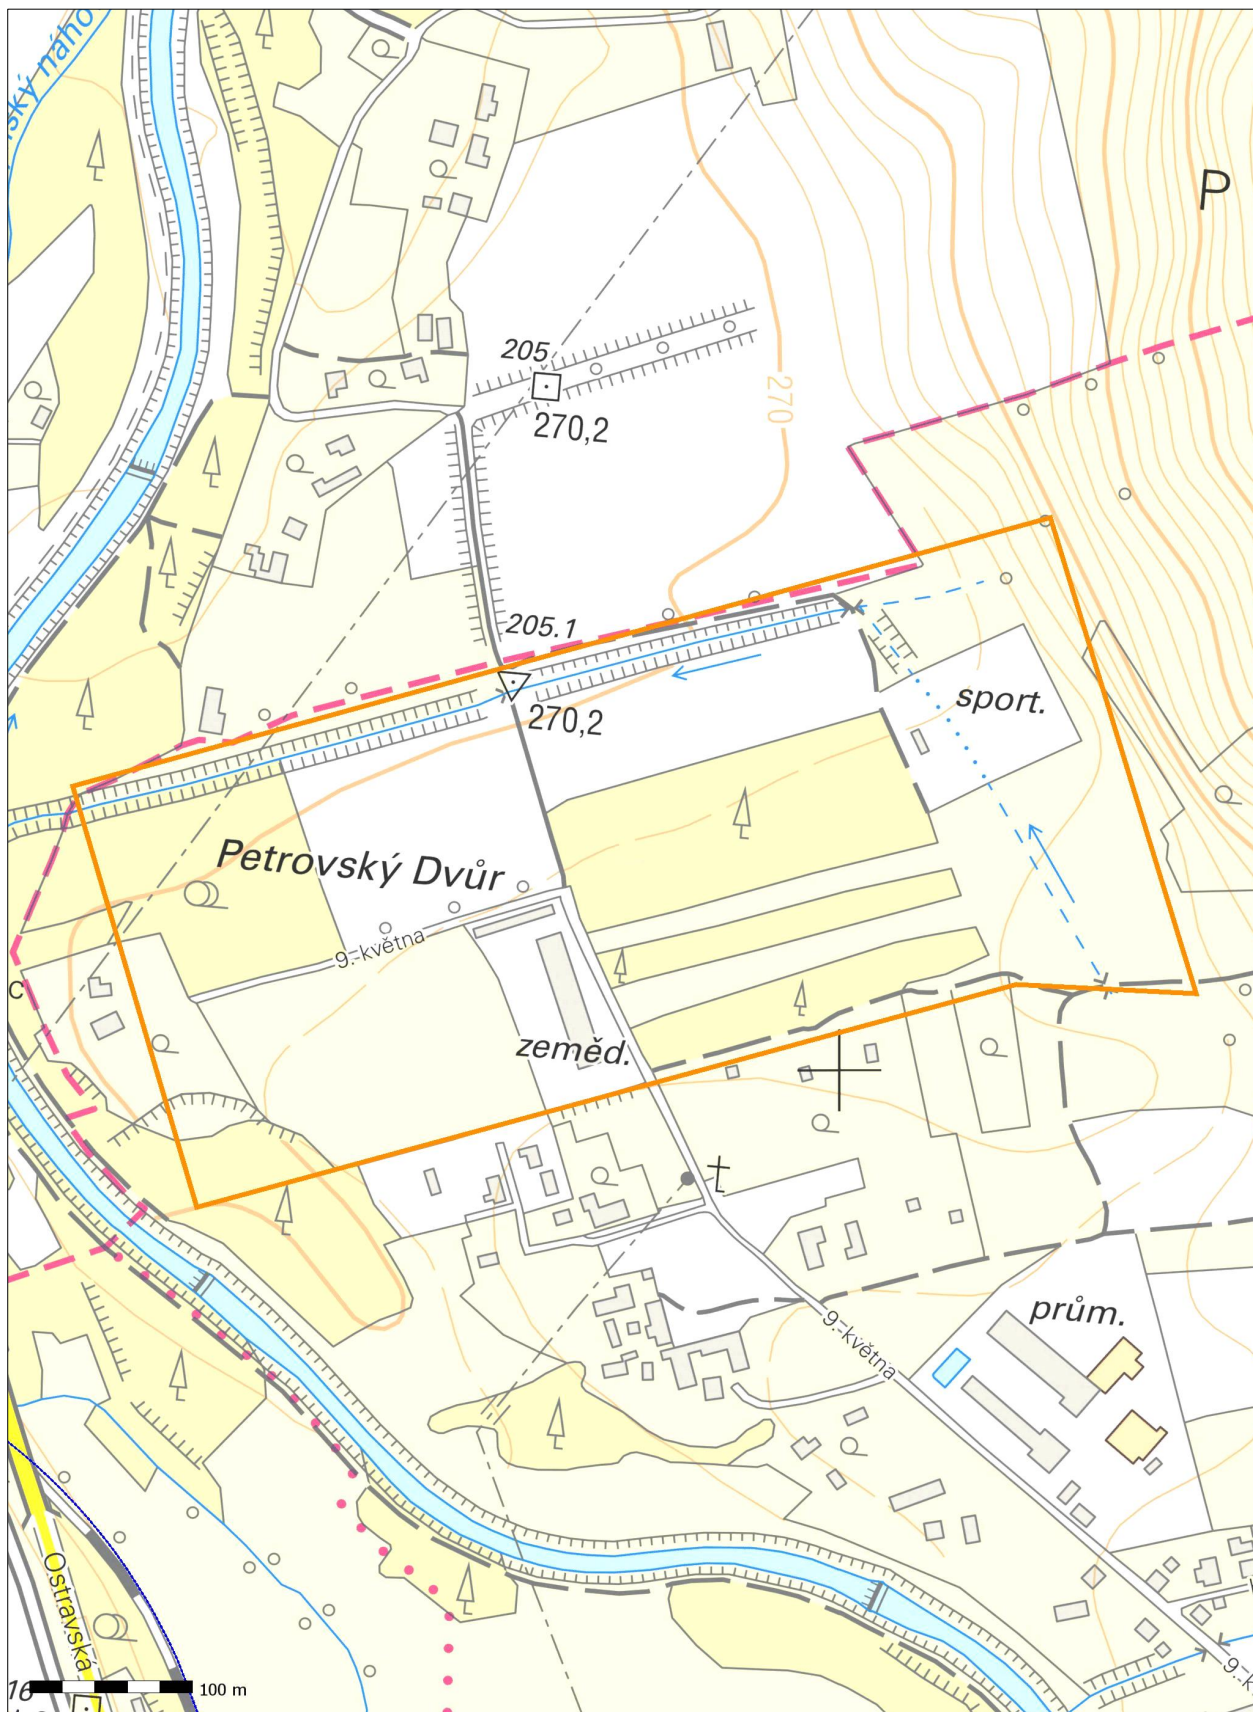 ský náho
P
205
270,2
270
205.1
270,2
sport.
Petrovský Dvůr
9. května
C
zeměd.
prům.
9. května
Ostravská
16
100 m